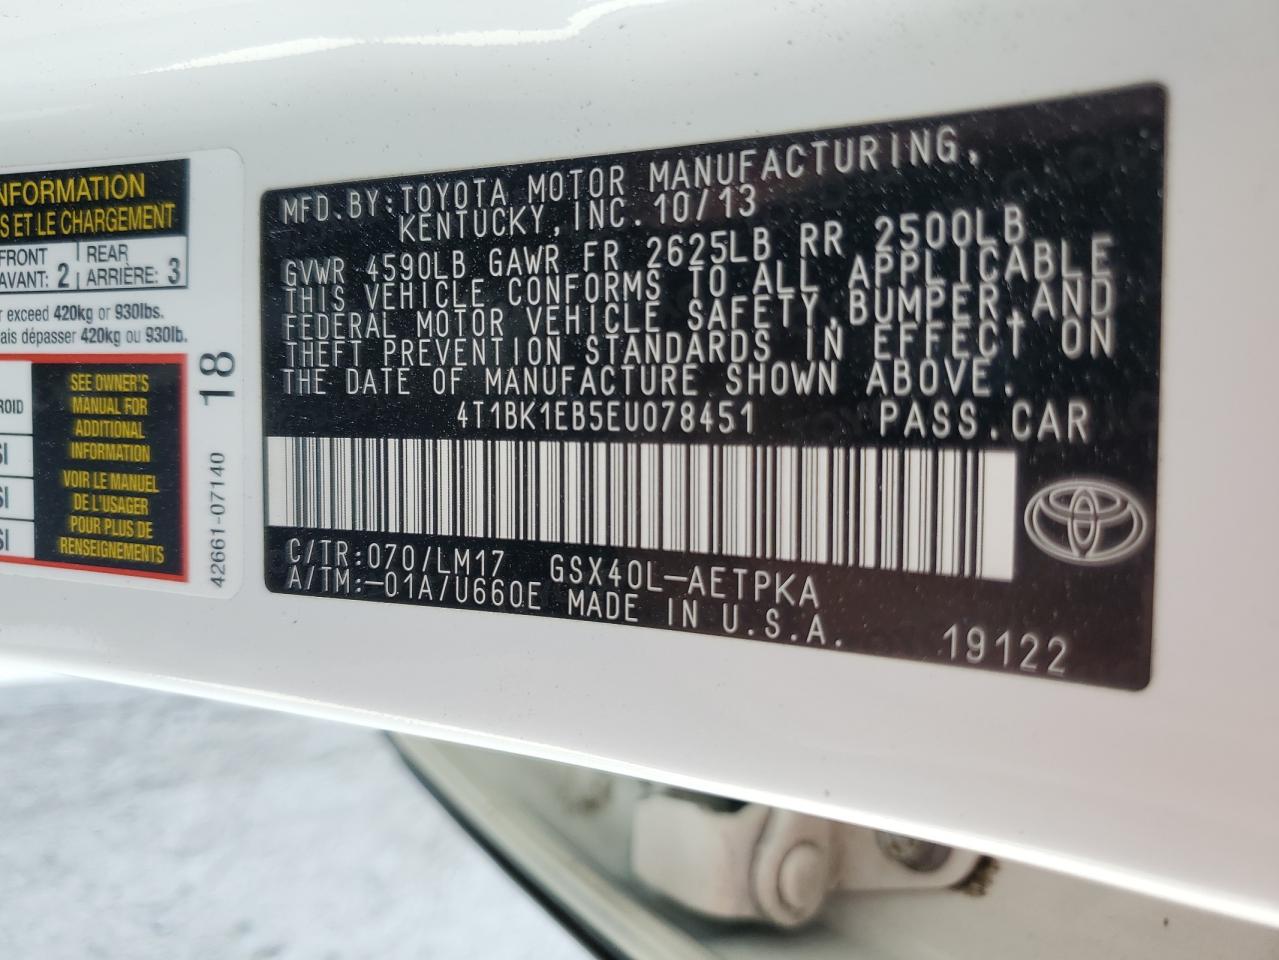 NFORMATION
S ET LE CHARGEMENT
FRONT
AVANT: 2
REAR
ARRIÈRE: 3
exceed 420kg or 930lbs.
ais dépasser 420kg ou 930lb.
SEE OWNER'S
MANUAL FOR
ADDITIONAL
INFORMATION
VOIR LE MANUEL
DE L'USAGER
POUR PLUS DE
RENSEIGNEMENTS
18
42661-07140
MFD.BY:TOYOTA MOTOR MANUFACTURING,
KENTUCKY, INC. 10/13
GVWR 4590LB GAWR FR 2625LB RR 2500LB
THIS VEHICLE CONFORMS TO ALL APPLICABLE
FEDERAL MOTOR VEHICLE SAFETY,BUMPER,AND
THEFT PREVENTION STANDARDS IN EFFECT ON
THE DATE OF MANUFACTURE SHOWN ABOVE.
4T1BK1EB5EU078451 PASS.CAR
C/TR:070/LM17 GSX40L-AETPKA
A/TM:-01A/U660E MADE IN U.S.A.
19122